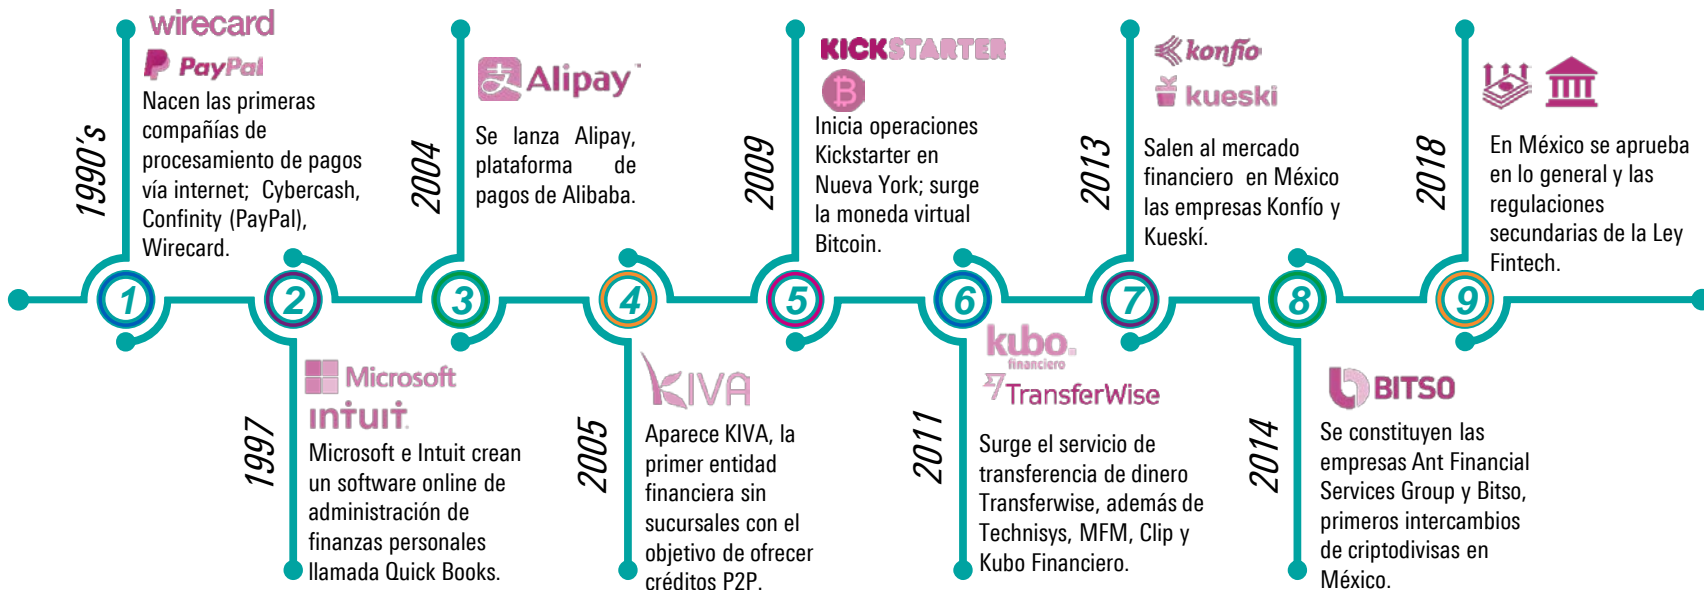 1990's
wirecard
PayPal
Nacen las primeras
compañías de
procesamiento de pagos
vía internet; Cybercash,
Confinity (PayPal),
Wirecard.
1
1997
Microsoft
intuit
Microsoft e Intuit crean
un software online de
administración de
finanzas personales
llamada Quick Books.
2
2004
支
Alipay
Se lanza Alipay,
plataforma de
pagos de Alibaba.
3
2005
KIVA
Aparece KIVA, la
primer entidad
financiera sin
sucursales con el
objetivo de ofrecer
créditos P2P.
4
2009
KICKSTARTER
B
Inicia operaciones
Kickstarter en
Nueva York; surge
la moneda virtual
Bitcoin.
5
2011
kubo.
financiero
TransferWise
Surge el servicio de
transferencia de dinero
Transferwise, además de
Technisys, MFM, Clip y
Kubo Financiero.
6
2013
konfío
kueski
Salen al mercado
financiero en México
las empresas Konfío y
Kueskí.
7
2014
BITSO
Se constituyen las
empresas Ant Financial
Services Group y Bitso,
primeros intercambios
de criptodivisas en
México.
8
2018
En México se aprueba
en lo general y las
regulaciones
secundarias de la Ley
Fintech.
9